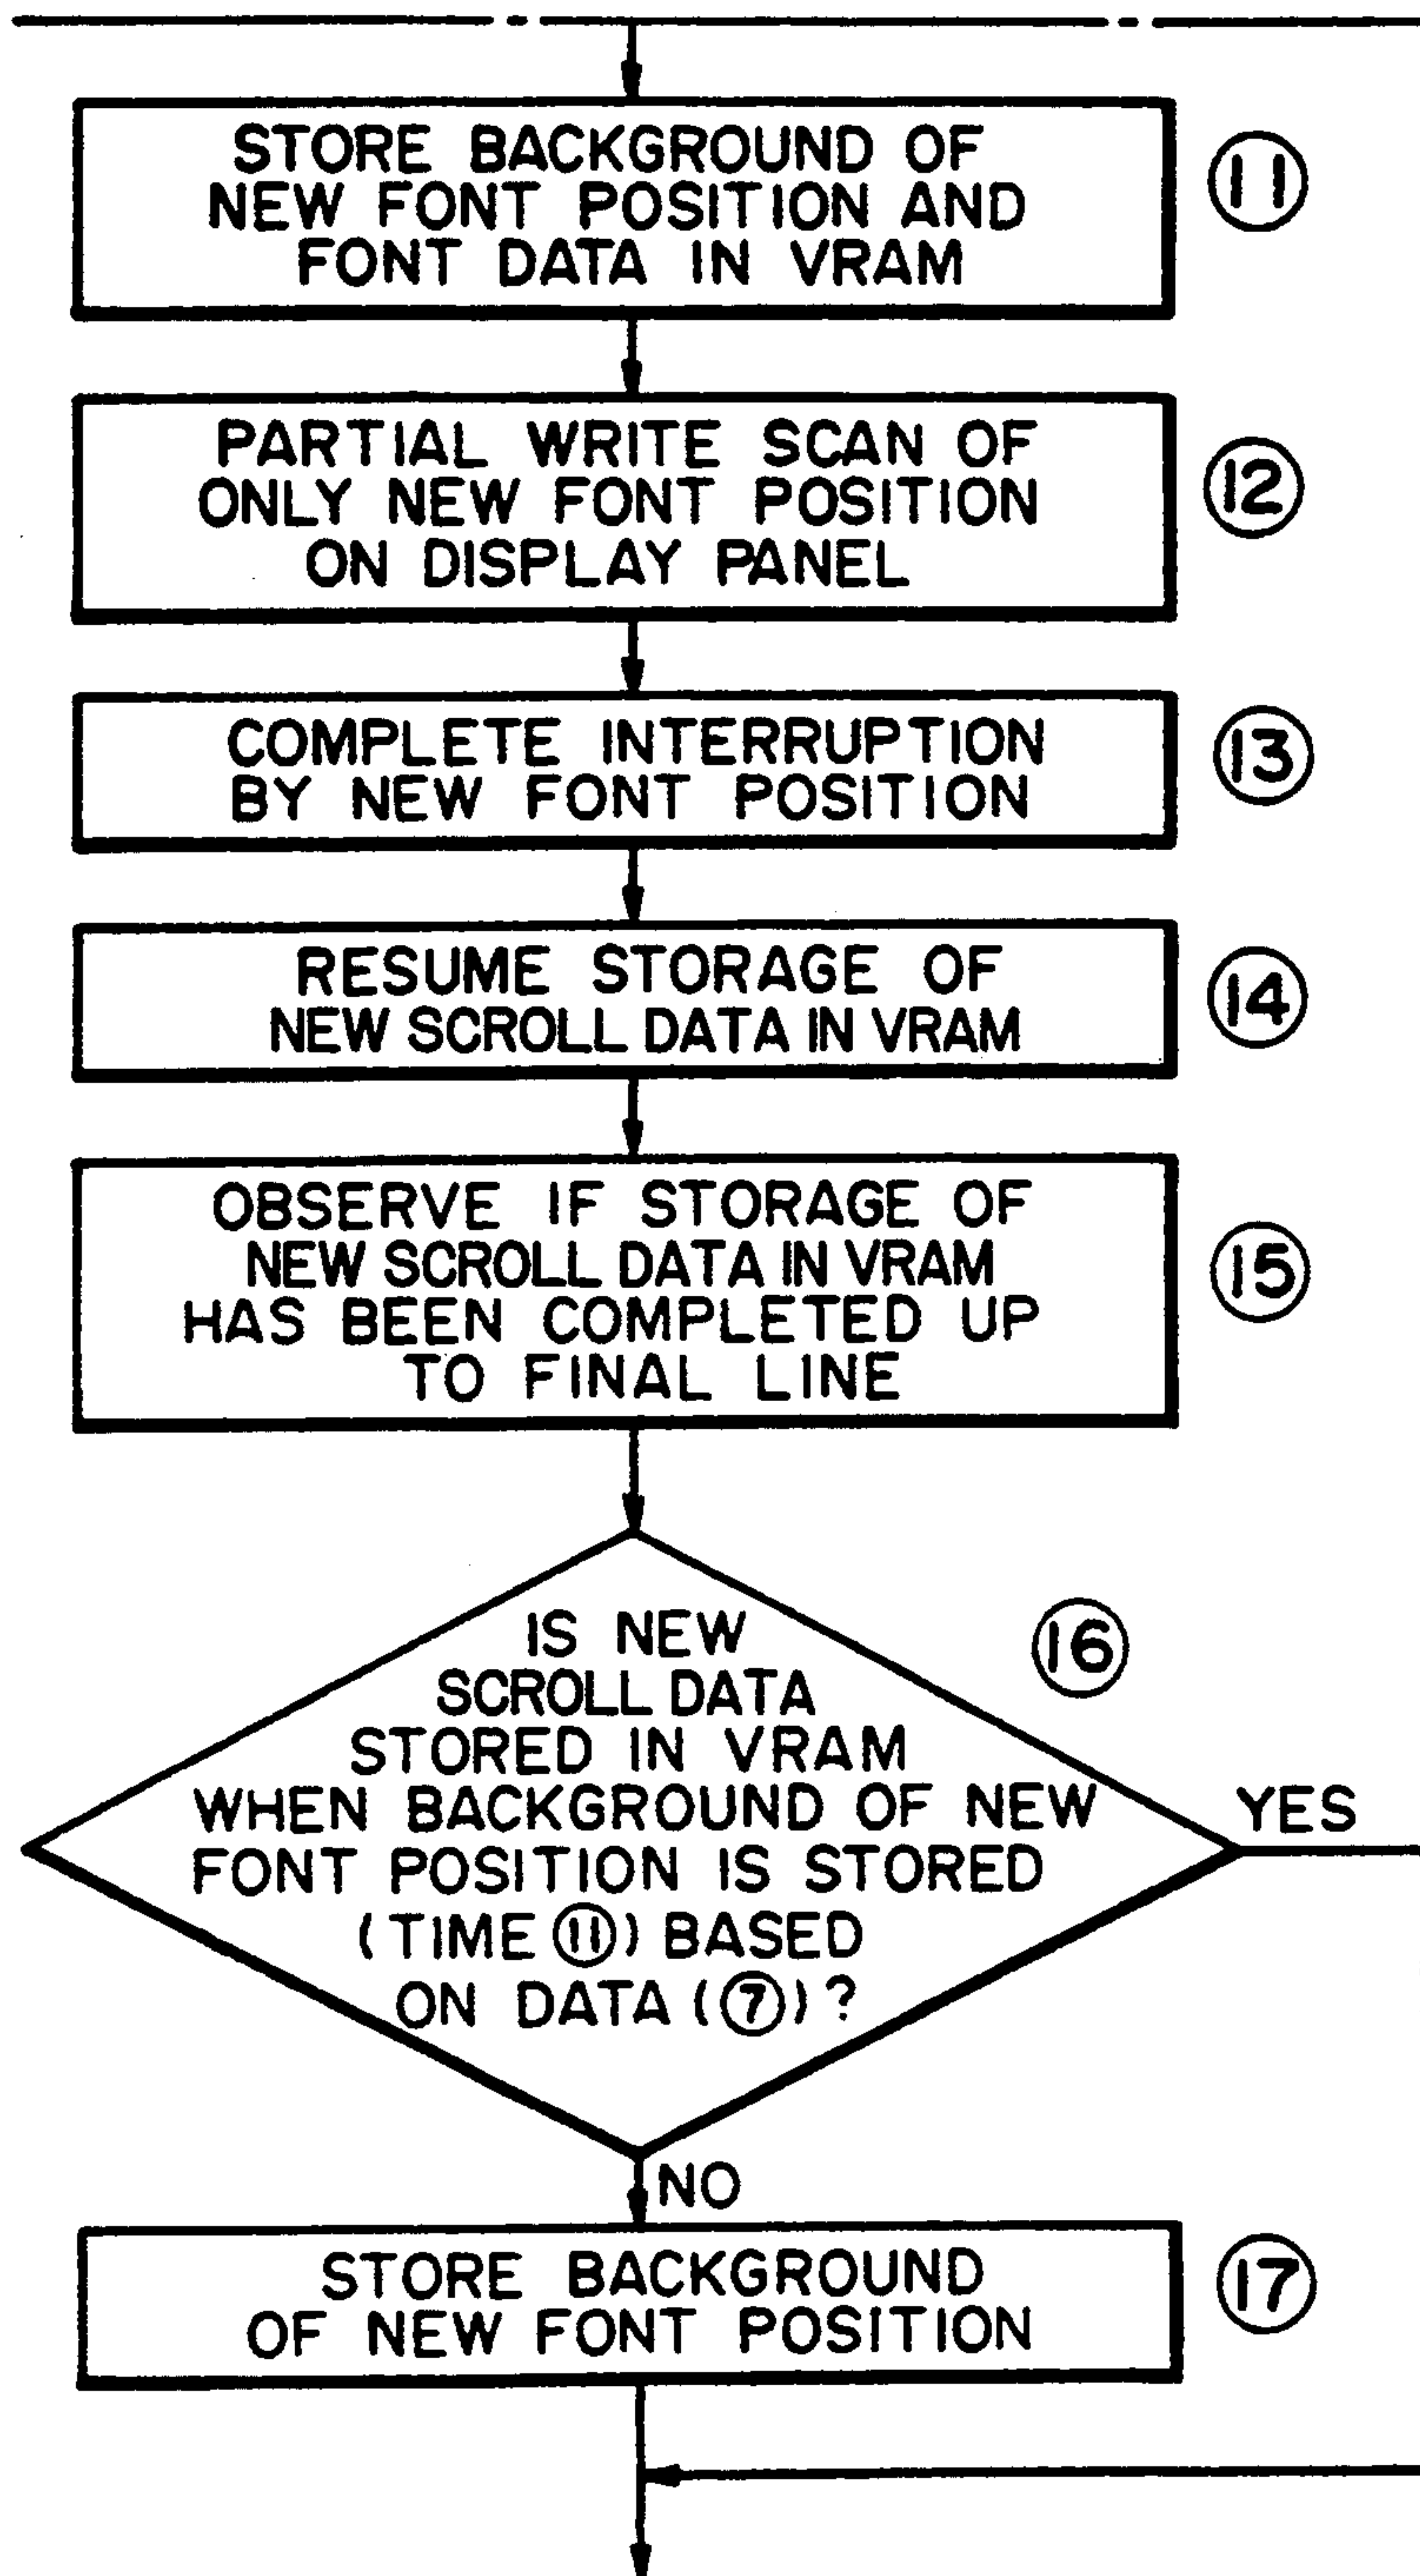 STORE BACKGROUND OF
NEW FONT POSITION AND
FONT DATA IN VRAM
11
PARTIAL WRITE SCAN OF
ONLY NEW FONT POSITION
ON DISPLAY PANEL
12
COMPLETE INTERRUPTION
BY NEW FONT POSITION
13
RESUME STORAGE OF
NEW SCROLL DATA IN VRAM
14
OBSERVE IF STORAGE OF
NEW SCROLL DATA IN VRAM
HAS BEEN COMPLETED UP
TO FINAL LINE
15
IS NEW
SCROLL DATA
STORED IN VRAM
WHEN BACKGROUND OF NEW
FONT POSITION IS STORED
(TIME ⑪) BASED
ON DATA (⑦)?
16
YES
NO
STORE BACKGROUND
OF NEW FONT POSITION
17